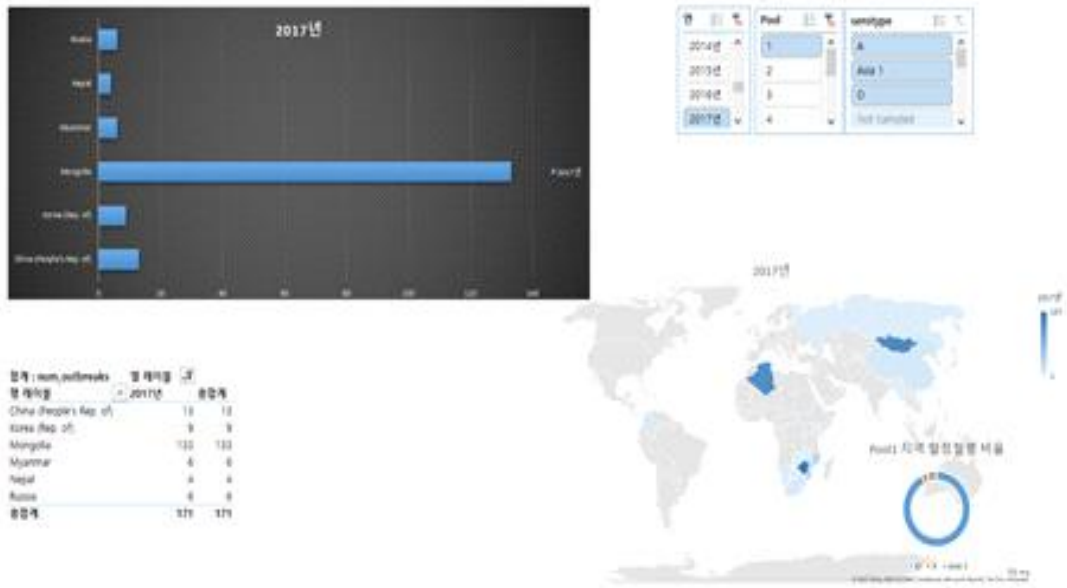 2017년
Russia
Nepal
Myanmar
Mongolia
Korea (Rep. of)
China (People's Rep. of)
0 20 40 60 80 100 120 140
2017년
년
2014년
2015년
2016년
2017년
Pool
1
2
3
4
serotype
A
Asia 1
O
Not Sampled
2017년
합계 : num_outbreaks 열 레이블
행 레이블 2017년 총합계
China (People's Rep. of) 13 13
Korea (Rep. of) 9 9
Mongolia 133 133
Myanmar 6 6
Nepal 4 4
Russia 6 6
총합계 171 171
Pool1 지역 혈청형별 비율